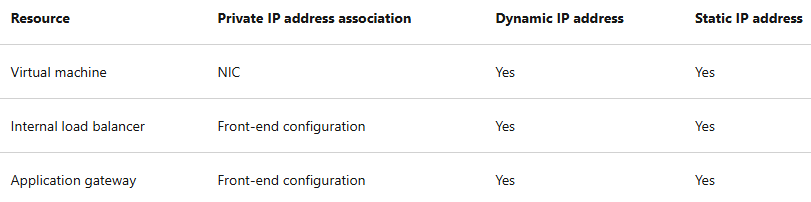 Resource Private IP address association Dynamic IP address Static IP address
Virtual machine NIC Yes Yes
Internal load balancer Front-end configuration Yes Yes
Application gateway Front-end configuration Yes Yes